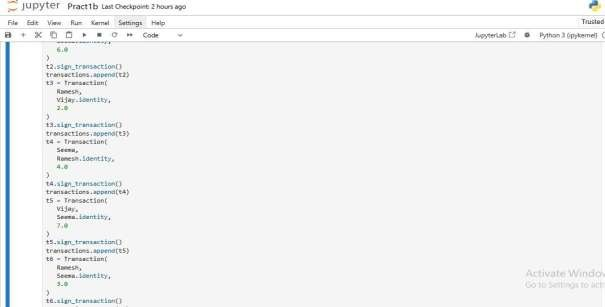 jupyter Pract1b Last Checkpoint: 2 hours ago
File Edit View Run Kernel Settings Help Trusted
Code JupyterLab Python 3 (ipykernel)
6.0
)
t2.sign_transaction()
transactions.append(t2)
t3 = Transaction(
Ramesh,
Vijay.identity,
2.0
)
t3.sign_transaction()
transactions.append(t3)
t4 = Transaction(
Seema,
Ramesh.identity,
4.0
)
t4.sign_transaction()
transactions.append(t4)
t5 = Transaction(
Vijay,
Seema.identity,
7.0
)
t5.sign_transaction()
transactions.append(t5)
t6 = Transaction(
Ramesh,
Seema.identity,
3.0
)
t6.sign_transaction()
Activate Window
Go to Settings to acti